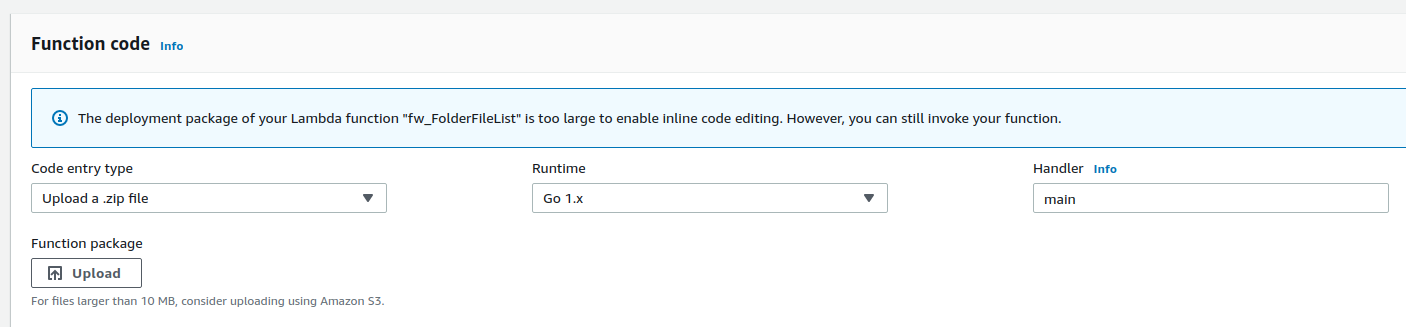 Function code Info
The deployment package of your Lambda function "fw_FolderFileList" is too large to enable inline code editing. However, you can still invoke your function.
Code entry type Runtime Handler Info
Upload a .zip file Go 1.x main
Function package
Upload
For files larger than 10 MB, consider uploading using Amazon S3.